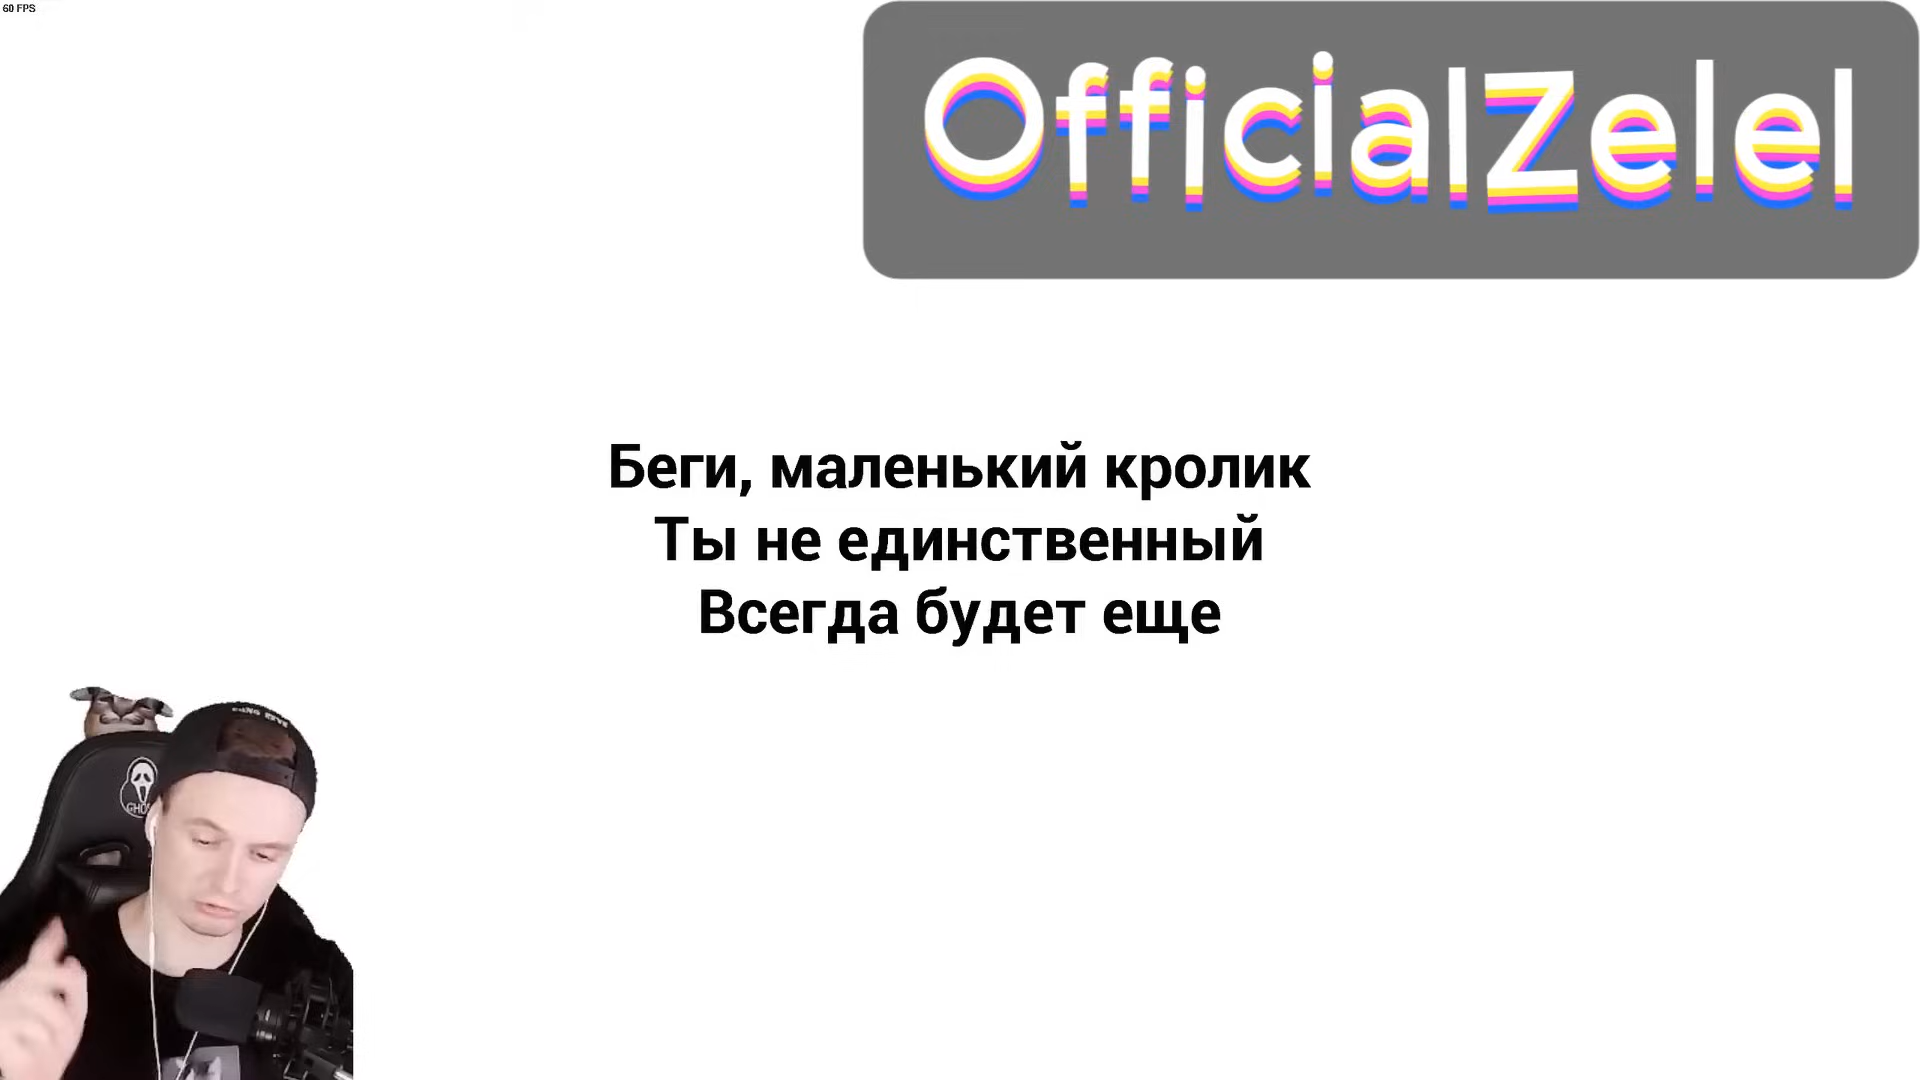 60 FPS
OfficialZelel
Беги, маленький кролик
Ты не единственный
Всегда будет еще